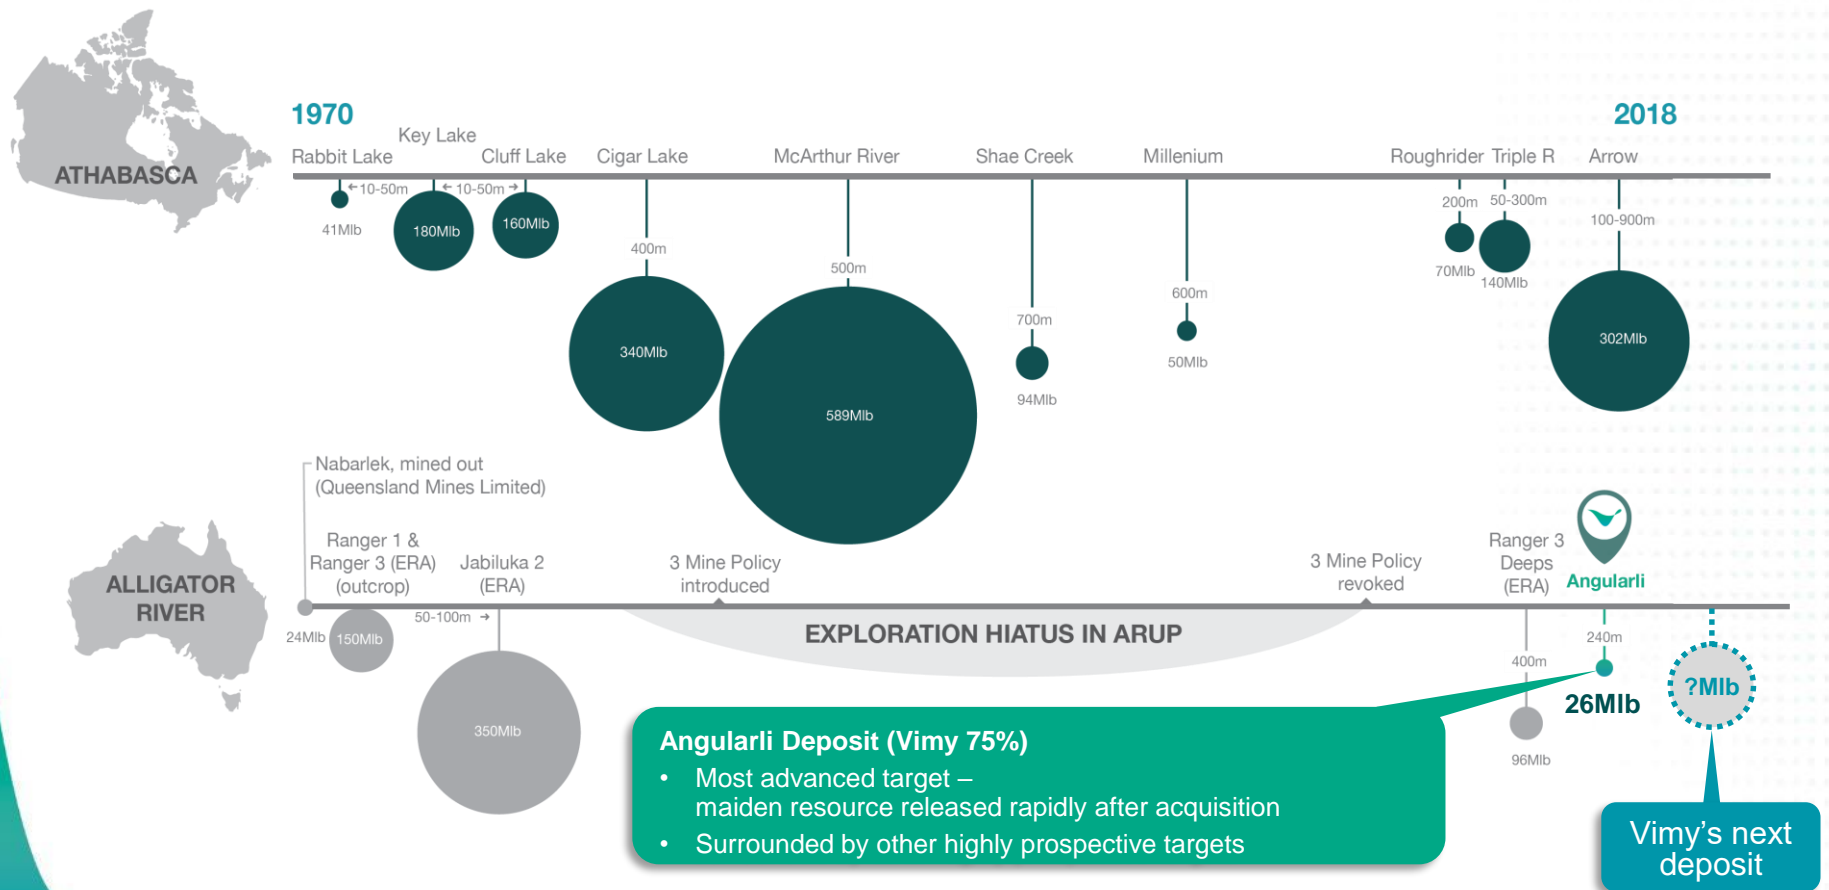 ATHABASCA
1970
2018
Rabbit Lake
Key Lake
Cluff Lake
Cigar Lake
McArthur River
Shae Creek
Millenium
Roughrider
Triple R
Arrow
←10-50m
← 10-50m →
400m
500m
700m
600m
200m
50-300m
100-900m
41Mlb
180Mlb
160Mlb
340Mlb
589Mlb
94Mlb
50Mlb
70Mlb
140Mlb
302Mlb
ALLIGATOR
RIVER
Nabarlek, mined out
(Queensland Mines Limited)
Ranger 1 &
Ranger 3 (ERA)
(outcrop)
Jabiluka 2
(ERA)
3 Mine Policy
introduced
3 Mine Policy
revoked
Ranger 3
Deeps
(ERA)
Angularli
24Mlb
150Mlb
50-100m →
350Mlb
EXPLORATION HIATUS IN ARUP
400m
96Mlb
240m
26Mlb
?Mlb
Angularli Deposit (Vimy 75%)
• Most advanced target –
maiden resource released rapidly after acquisition
• Surrounded by other highly prospective targets
Vimy's next
deposit